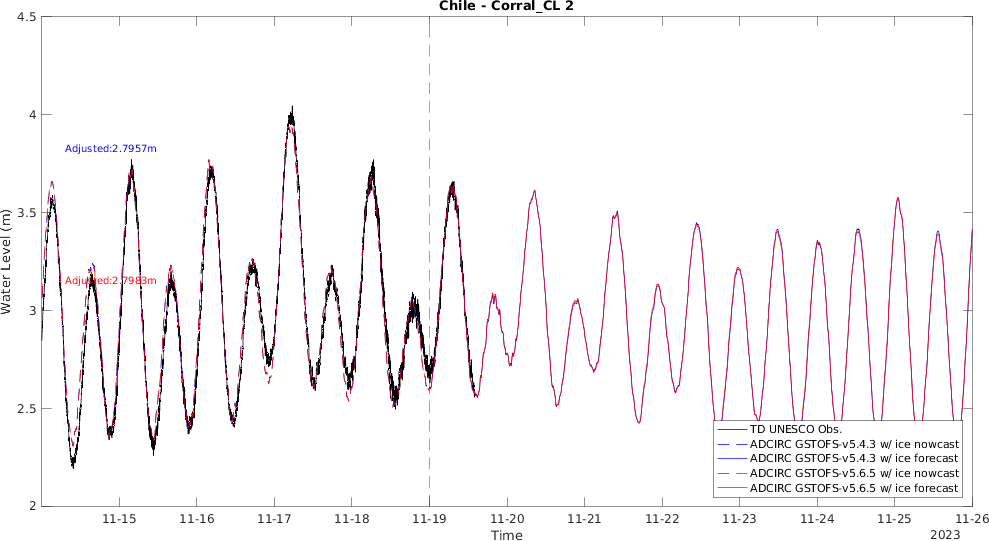 Chile - Corral_CL 2
4.5
4
3.5
3
2.5
2
Water Level (m)
Adjusted:2.7957m
Adjusted:2.7983m
TD UNESCO Obs.
ADCIRC GSTOFS-v5.4.3 w/ ice nowcast
ADCIRC GSTOFS-v5.4.3 w/ ice forecast
ADCIRC GSTOFS-v5.6.5 w/ ice nowcast
ADCIRC GSTOFS-v5.6.5 w/ ice forecast
11-15 11-16 11-17 11-18 11-19 11-20 11-21 11-22 11-23 11-24 11-25 11-26
Time
2023